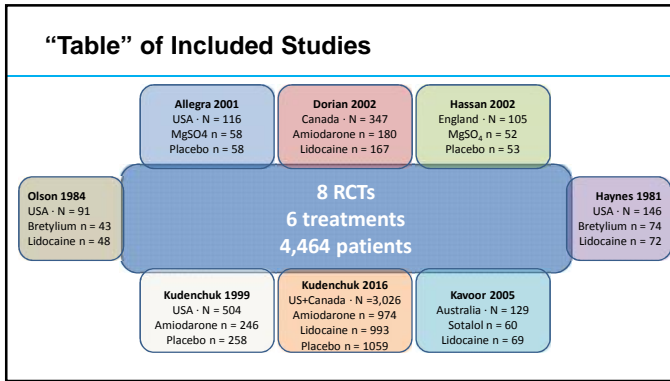 “Table” of Included Studies
Allegra 2001
USA · N = 116
MgSO4 n = 58
Placebo n = 58
Dorian 2002
Canada · N = 347
Amiodarone n = 180
Lidocaine n = 167
Hassan 2002
England · N = 105
MgSO₄ n = 52
Placebo n = 53
Olson 1984
USA · N = 91
Bretylium n = 43
Lidocaine n = 48
8 RCTs
6 treatments
4,464 patients
Haynes 1981
USA · N = 146
Bretylium n = 74
Lidocaine n = 72
Kudenchuk 1999
USA · N = 504
Amiodarone n = 246
Placebo n = 258
Kudenchuk 2016
US+Canada · N =3,026
Amiodarone n = 974
Lidocaine n = 993
Placebo n = 1059
Kavoor 2005
Australia · N = 129
Sotalol n = 60
Lidocaine n = 69